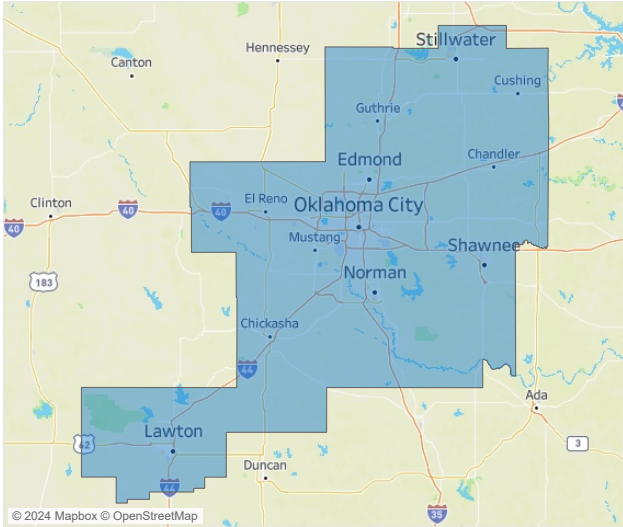 Stillwater
Hennessey
Canton
Cushing
Guthrie
Edmond
Chandler
Clinton
El Reno
Oklahoma City
40
40
40
Mustang
Shawnee
Norman
183
Chickasha
44
Ada
62
Lawton
3
Duncan
44
35
© 2024 Mapbox © OpenStreetMap